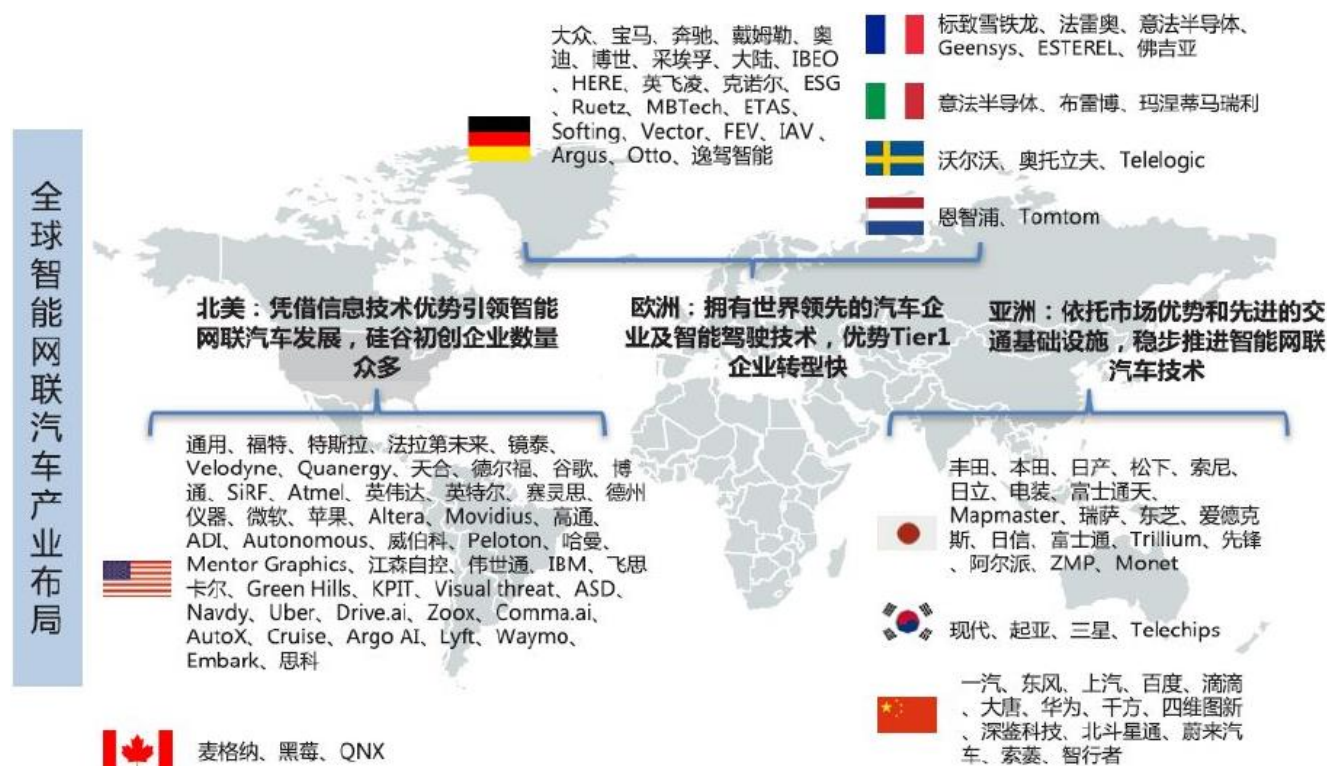 全球智能网联汽车产业布局
大众、宝马、奔驰、戴姆勒、奥
迪、博世、采埃孚、大陆、IBEO
、HERE、英飞凌、克诺尔、ESG
、Ruetz、MBTech、ETAS、
Softing、Vector、FEV、IAV、
Argus、Otto、逸驾智能
标致雪铁龙、法雷奥、意法半导体、
Geensys、ESTEREL、佛吉亚
意法半导体、布雷博、玛涅蒂马瑞利
沃尔沃、奥托立夫、Telelogic
恩智浦、Tomtom
北美：凭借信息技术优势引领智能
网联汽车发展，硅谷初创企业数量
众多
欧洲：拥有世界领先的汽车企
业及智能驾驶技术，优势Tier1
企业转型快
亚洲：依托市场优势和先进的交
通基础设施，稳步推进智能网联
汽车技术
通用、福特、特斯拉、法拉第未来、镜泰、
Velodyne、Quanergy、天合、德尔福、谷歌、博
通、SiRF、Atmel、英伟达、英特尔、赛灵思、德州
仪器、微软、苹果、Altera、Movidius、高通、
ADI、Autonomous、威伯科、Peloton、哈曼、
Mentor Graphics、江森自控、伟世通、IBM、飞思
卡尔、Green Hills、KPIT、Visual threat、ASD、
Navdy、Uber、Drive.ai、Zoox、Comma.ai、
AutoX、Cruise、Argo AI、Lyft、Waymo、
Embark、思科
麦格纳、黑莓、QNX
丰田、本田、日产、松下、索尼、
日立、电装、富士通天、
Mapmaster、瑞萨、东芝、爱德克
斯、日信、富士通、Trillium、先锋
、阿尔派、ZMP、Monet
现代、起亚、三星、Telechips
一汽、东风、上汽、百度、滴滴
、大唐、华为、千方、四维图新
、深鉴科技、北斗星通、蔚来汽
车、索菱、智行者